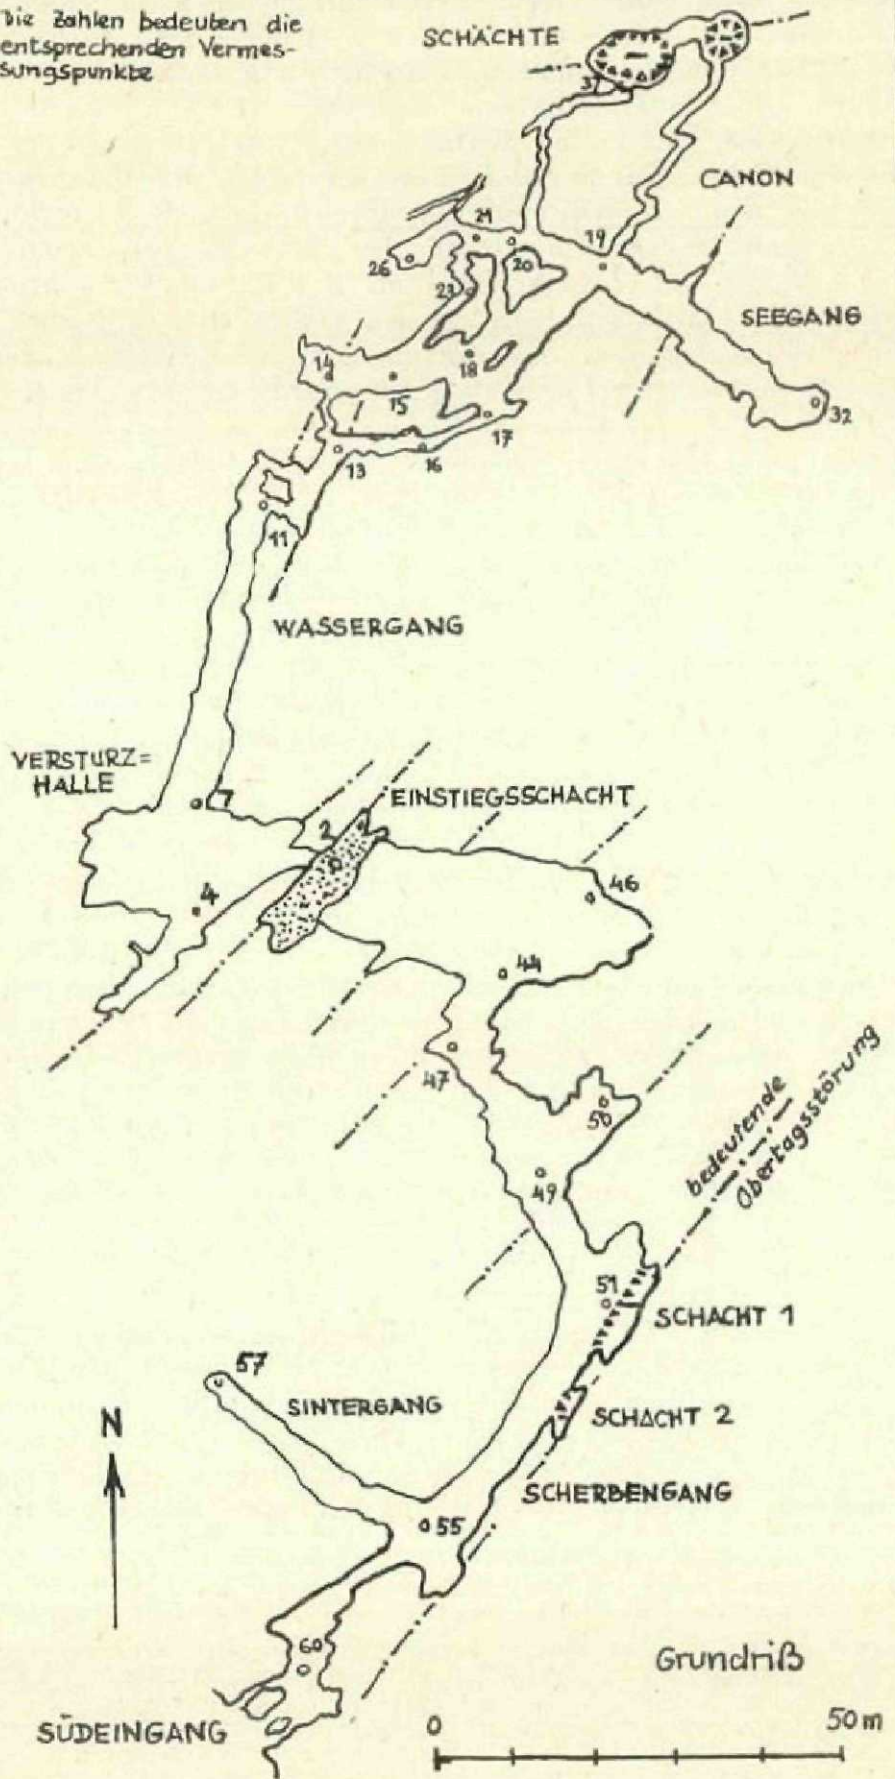 Die Zahlen bedeuten die
entsprechenden Vermes-
sungspunkte
SCHÄCHTE
3
CANON
21
19
20
26
23
SEEGANG
14
18
15
32
17
13
16
11
WASSERGANG
VERSTURZ=
HALLE
7
EINSTIEGSSCHACHT
2
46
4
44
47
50
bedeutende
Obertagsstörung
49
51
SCHACHT 1
57
SINTERGANG
SCHACHT 2
N
SCHERBENGANG
55
60
Grundriß
SÜDEINGANG
0
50m